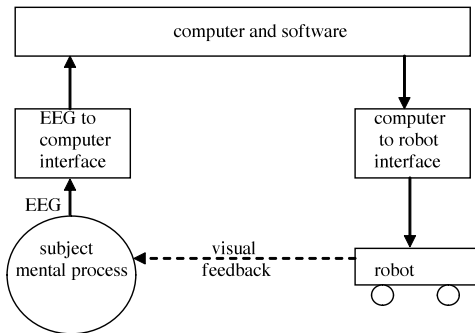 computer and software
EEG to
computer
interface
computer
to robot
interface
EEG
subject
mental process
visual
feedback
robot